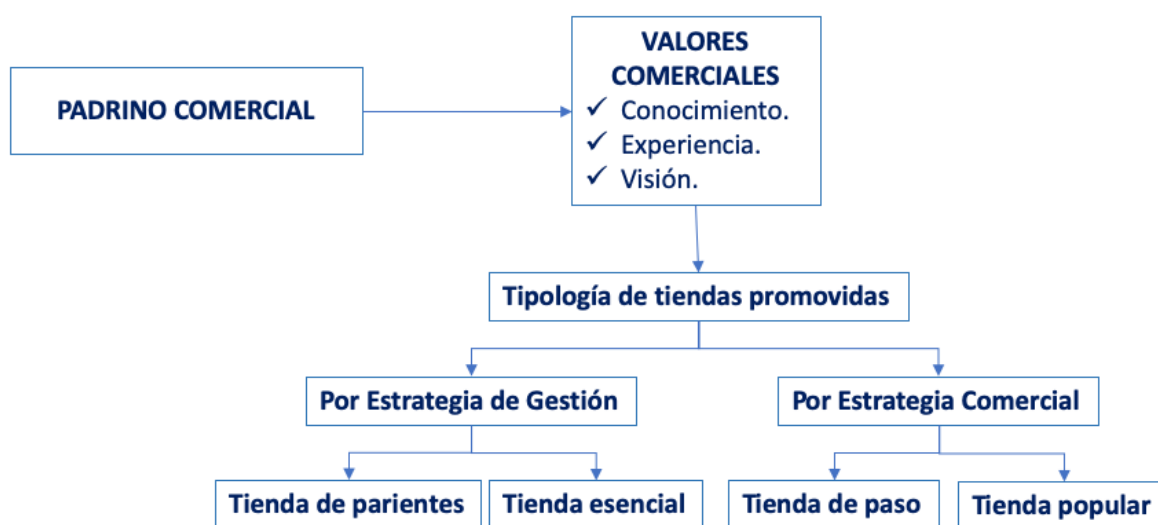 PADRINO COMERCIAL
VALORES
COMERCIALES
✓ Conocimiento.
✓ Experiencia.
✓ Visión.
Tipología de tiendas promovidas
Por Estrategia de Gestión
Por Estrategia Comercial
Tienda de parientes
Tienda esencial
Tienda de paso
Tienda popular